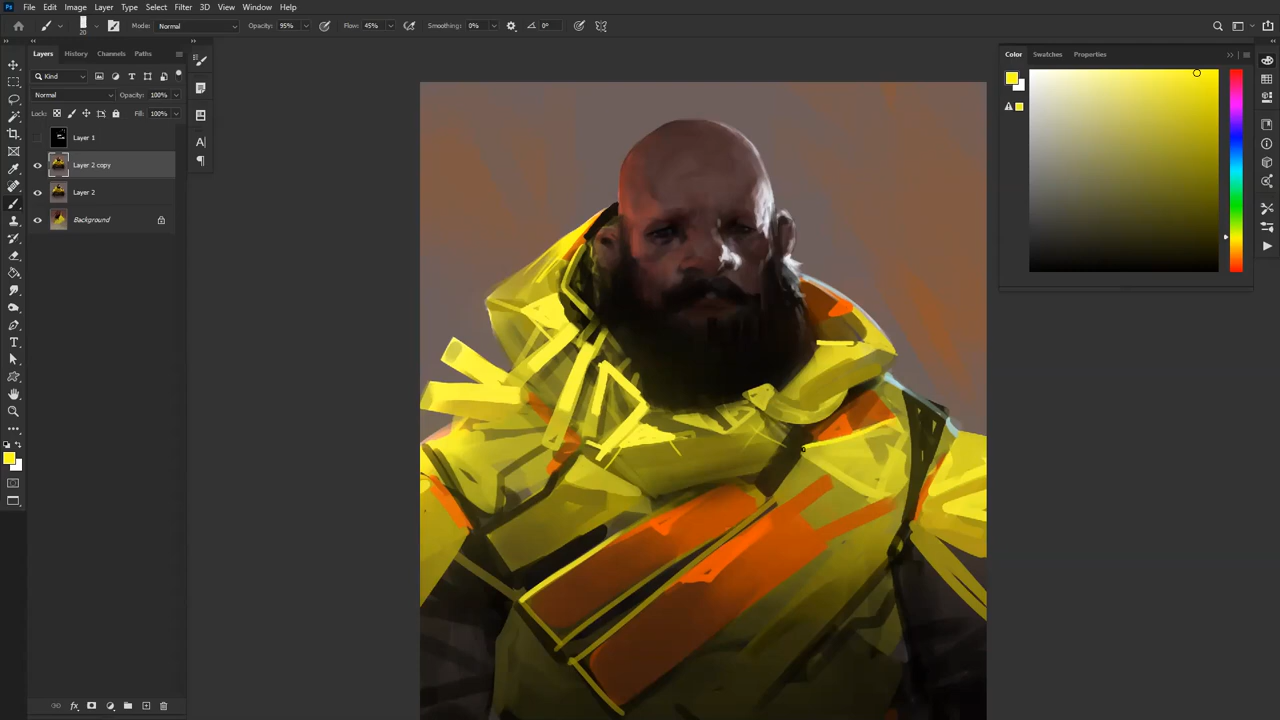 Ps File Edit Image Layer Type Select Filter 3D View Window Help
20 Mode: Normal Opacity: 95% Flow: 45% Smoothing: 0% 0°
Layers History Channels Paths
Kind
Normal Opacity: 100%
Lock: Fill: 100%
Layer 1
Layer 2 copy
Layer 2
Background
A
Color Swatches Properties